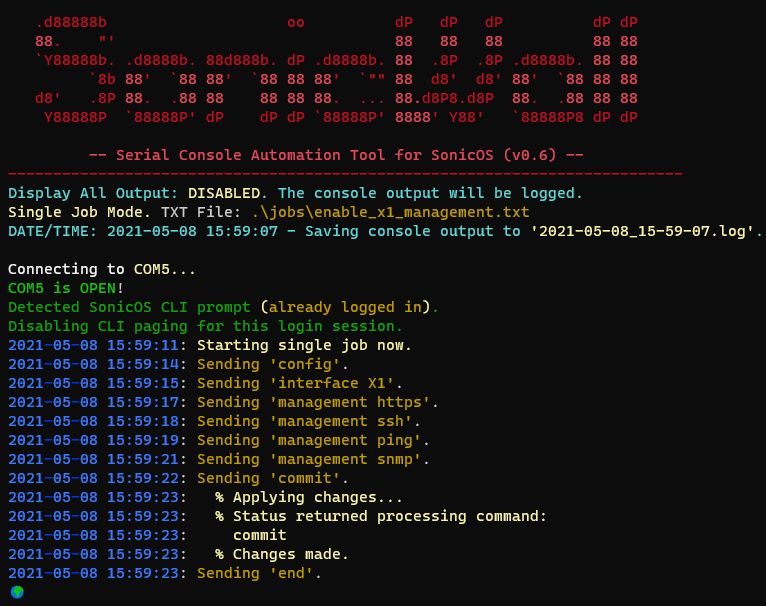 .d88888b                    oo          dP   dP   dP          dP dP
   88.    "'                               88   88   88          88 88
   `Y88888b. .d8888b. 88d888b. dP .d8888b. 88  .8P  .8P .d8888b. 88 88
         `8b 88'  `88 88'  `88 88 88'  `"" 88  d8'  d8' 88'  `88 88 88
   d8'   .8P 88.  .88 88    88 88 88.  ... 88.d8P8.d8P  88.  .88 88 88
    Y88888P  `88888P' dP    dP dP `88888P' 8888' Y88'   `88888P8 dP dP
-- Serial Console Automation Tool for SonicOS (v0.6) --
---------------------------------------------------------------------------
Display All Output: DISABLED. The console output will be logged.
Single Job Mode. TXT File: .\jobs\enable_x1_management.txt
DATE/TIME: 2021-05-08 15:59:07 - Saving console output to '2021-05-08_15-59-07.log'.
Connecting to COM5...
COM5 is OPEN!
Detected SonicOS CLI prompt (already logged in).
Disabling CLI paging for this login session.
2021-05-08 15:59:11: Starting single job now.
2021-05-08 15:59:14: Sending 'config'.
2021-05-08 15:59:15: Sending 'interface X1'.
2021-05-08 15:59:17: Sending 'management https'.
2021-05-08 15:59:18: Sending 'management ssh'.
2021-05-08 15:59:19: Sending 'management ping'.
2021-05-08 15:59:21: Sending 'management snmp'.
2021-05-08 15:59:22: Sending 'commit'.
2021-05-08 15:59:23:   % Applying changes...
2021-05-08 15:59:23:   % Status returned processing command:
2021-05-08 15:59:23:     commit
2021-05-08 15:59:23:   % Changes made.
2021-05-08 15:59:23: Sending 'end'.